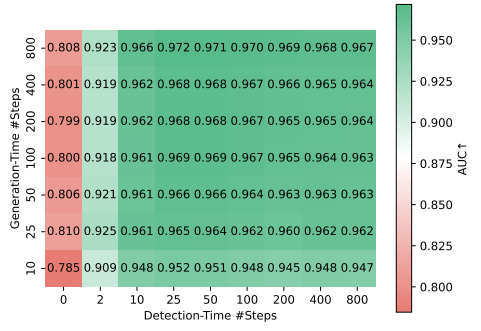 800 0.808 0.923 0.966 0.972 0.971 0.970 0.969 0.968 0.967
400 0.801 0.919 0.962 0.968 0.968 0.967 0.966 0.965 0.964
200 0.799 0.919 0.962 0.968 0.968 0.967 0.965 0.965 0.964
100 0.800 0.918 0.961 0.969 0.969 0.967 0.965 0.964 0.963
50 0.806 0.921 0.961 0.966 0.966 0.964 0.963 0.963 0.963
25 0.810 0.925 0.961 0.965 0.964 0.962 0.960 0.962 0.962
10 0.785 0.909 0.948 0.952 0.951 0.948 0.945 0.948 0.947
0 2 10 25 50 100 200 400 800
Detection-Time #Steps
Generation-Time #Steps
0.950
0.925
0.900
0.875
0.850
0.825
0.800
AUC↑